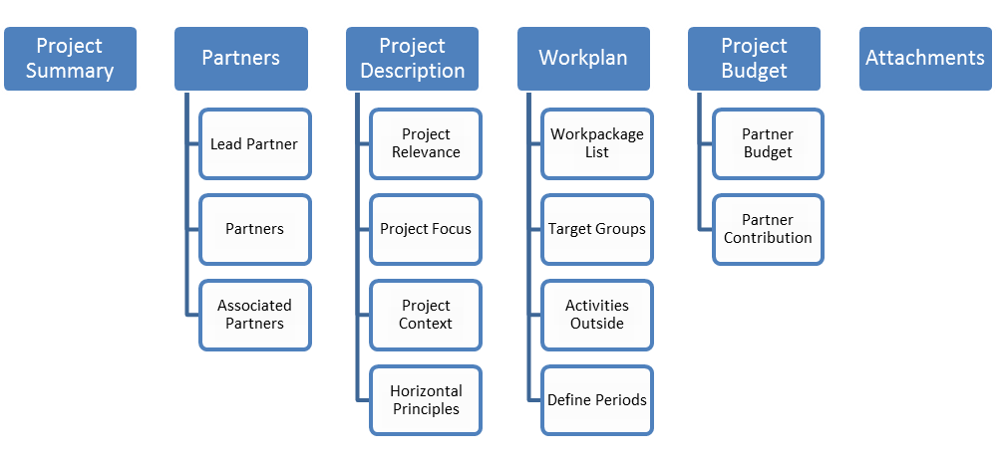 Project
Summary
Partners
Lead Partner
Partners
Associated
Partners
Project
Description
Project
Relevance
Project Focus
Project
Context
Horizontal
Principles
Workplan
Workpackage
List
Target Groups
Activities
Outside
Define Periods
Project
Budget
Partner
Budget
Partner
Contribution
Attachments